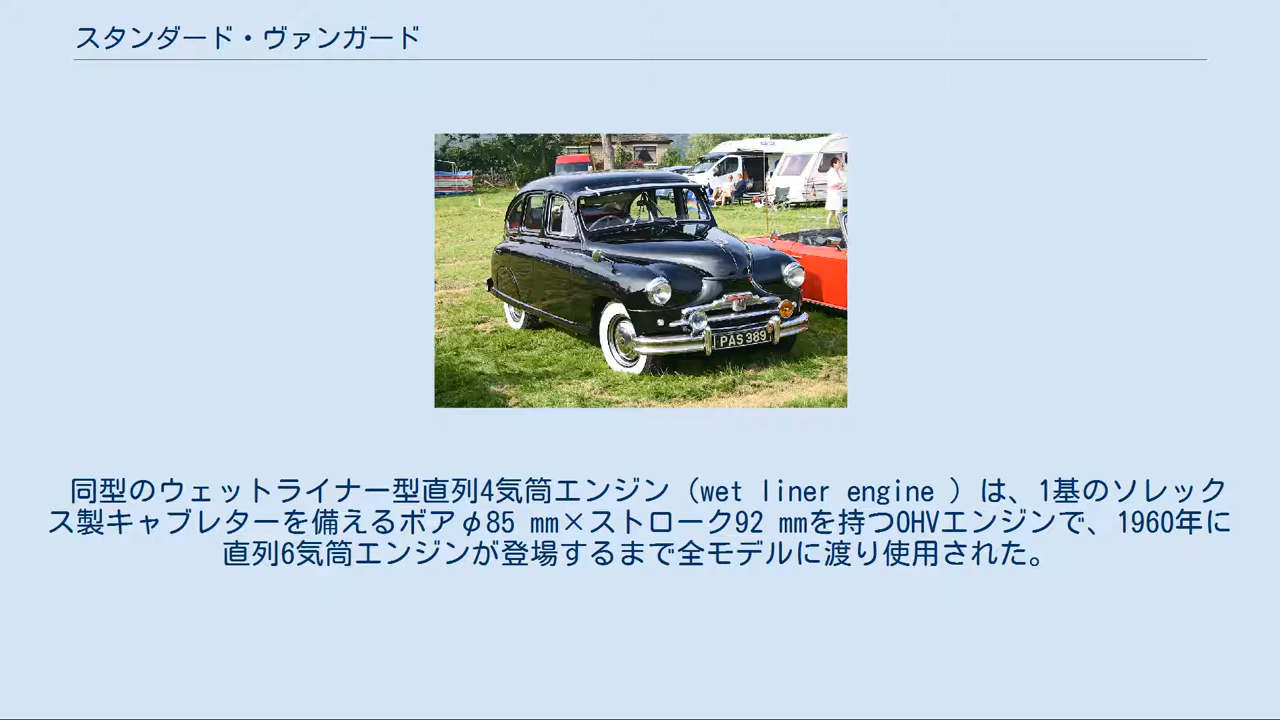 スタンダード・ヴァンガード
PAS 389
同型のウェットライナー型直列4気筒エンジン（wet liner engine ）は、1基のソレック
ス製キャブレターを備えるボアφ85 mm×ストローク92 mmを持つOHVエンジンで、1960年に
直列6気筒エンジンが登場するまで全モデルに渡り使用された。